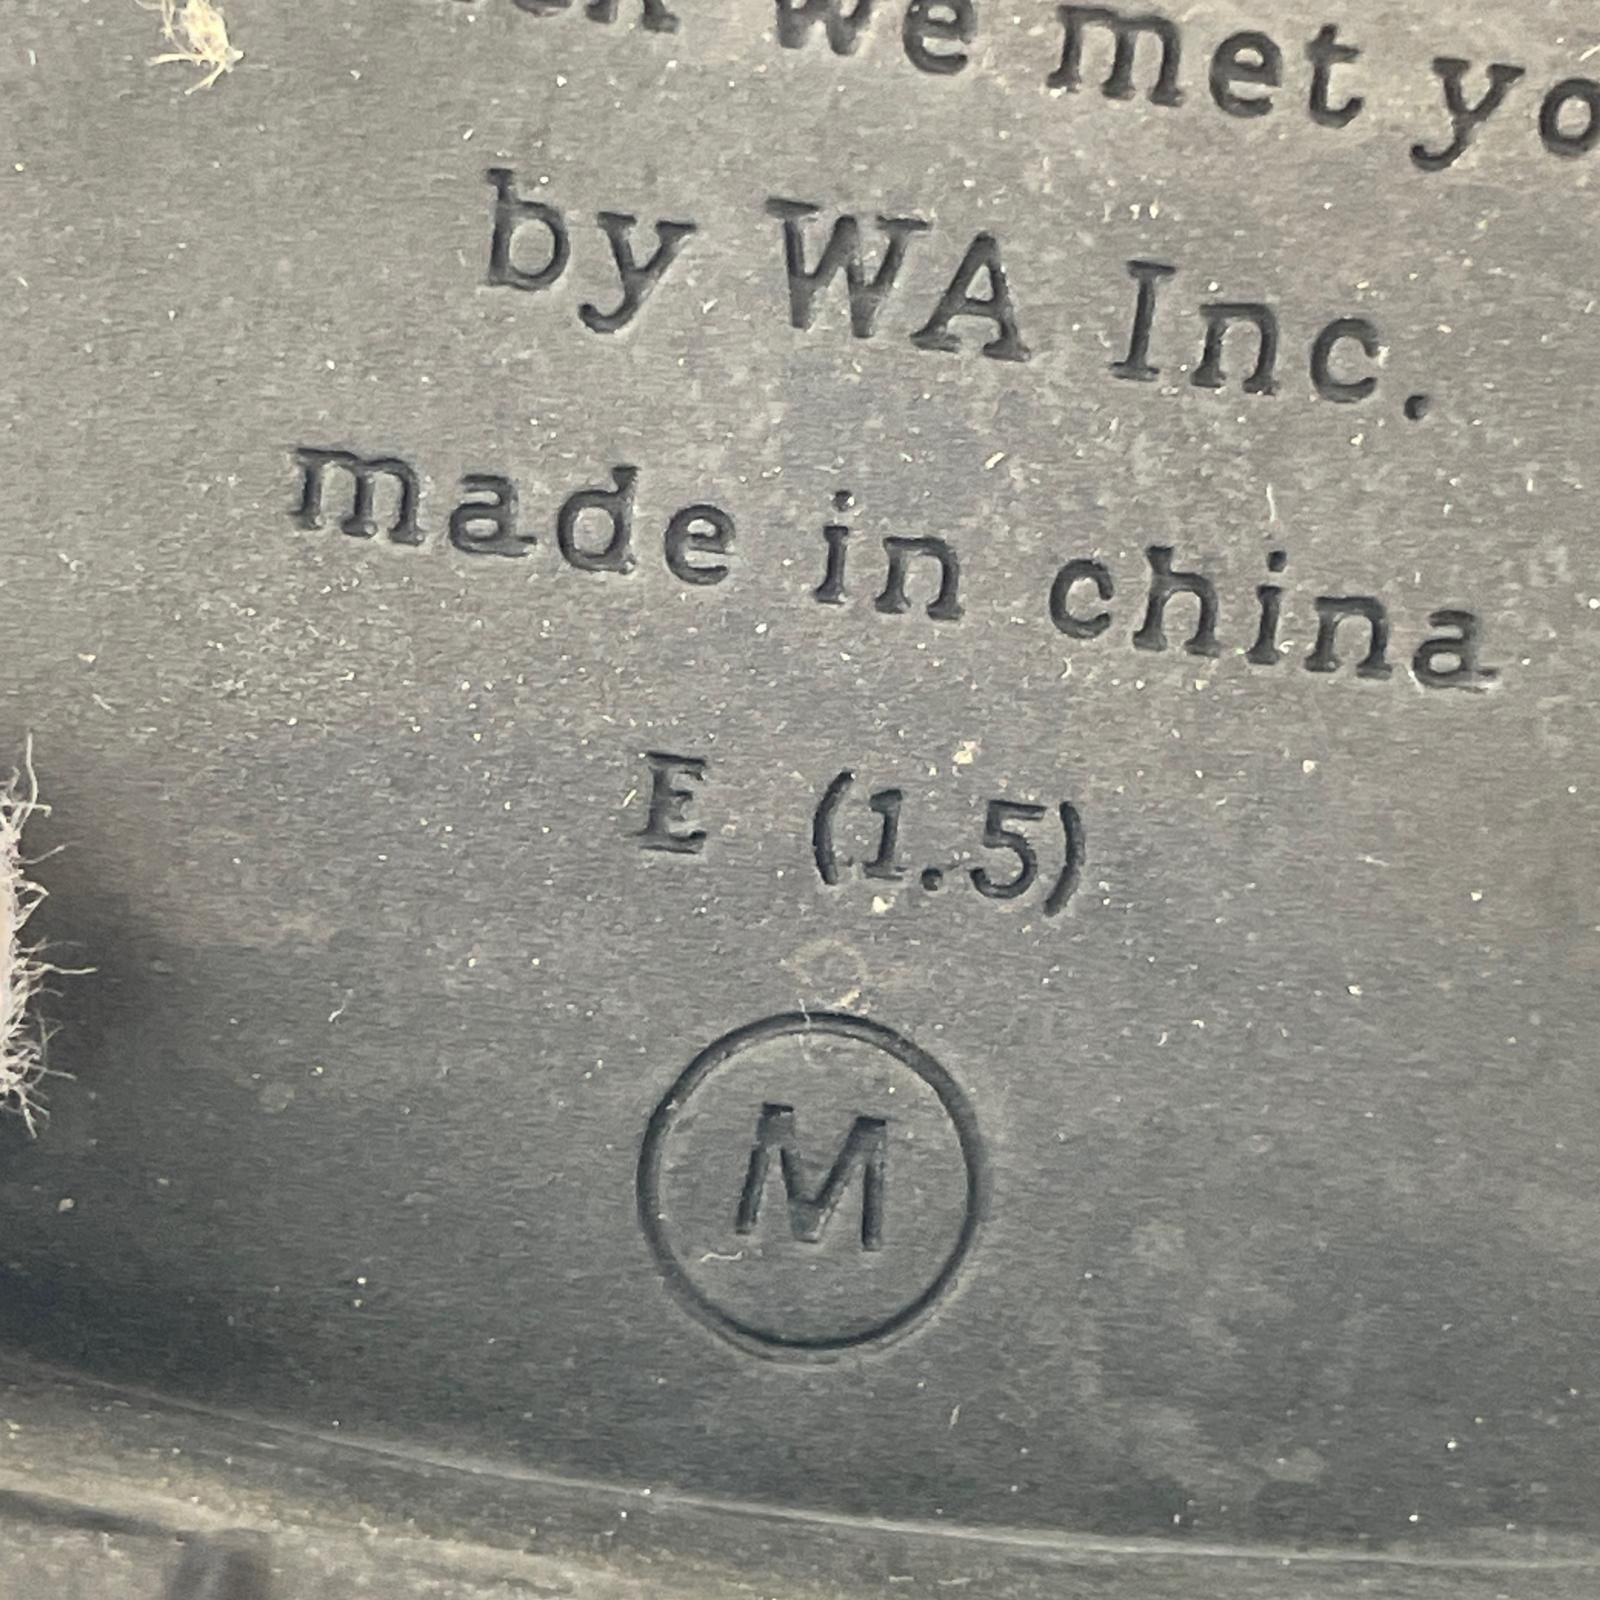 we met yo
by WA Inc.
made in china
E (1.5)
M